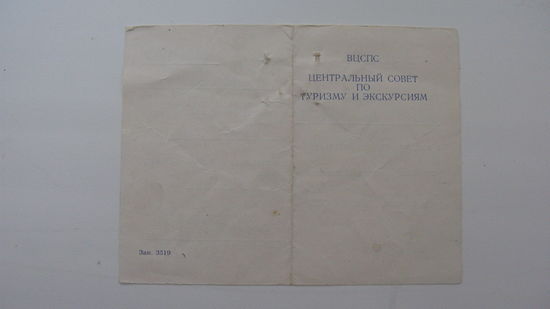 ВЦСПС
ЦЕНТРАЛЬНЫЙ СОВЕТ
ПО
ТУРИЗМУ И ЭКСКУРСИЯМ
Зак. 3519